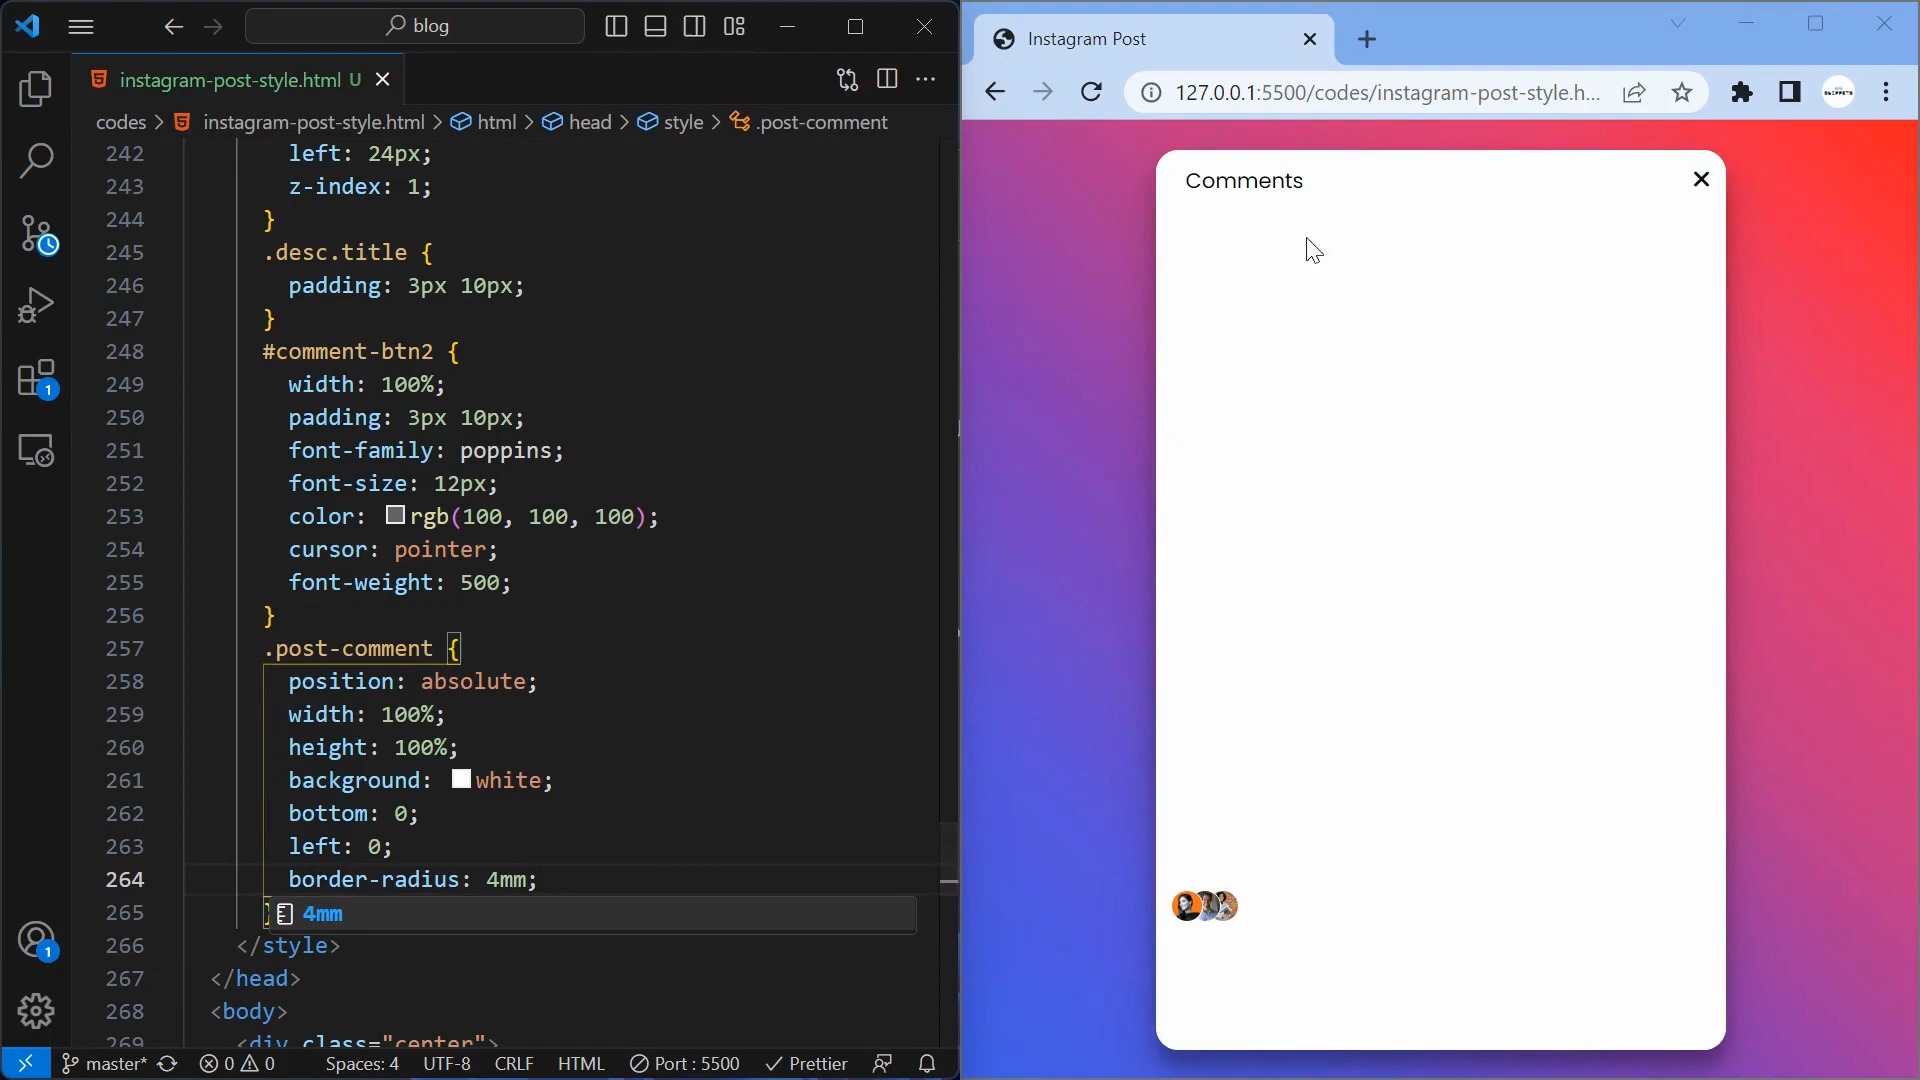 blog
instagram-post-style.html U
codes > instagram-post-style.html > html > head > style > .post-comment
242 left: 24px;
243 z-index: 1;
244 }
245 .desc.title {
246 padding: 3px 10px;
247 }
248 #comment-btn2 {
249 width: 100%;
250 padding: 3px 10px;
251 font-family: poppins;
252 font-size: 12px;
253 color: rgb(100, 100, 100);
254 cursor: pointer;
255 font-weight: 500;
256 }
257 .post-comment {
258 position: absolute;
259 width: 100%;
260 height: 100%;
261 background: white;
262 bottom: 0;
263 left: 0;
264 border-radius: 4mm;
265 }
4mm
266 </style>
267 </head>
268 <body>
269 <div class="center">
1
1
master* 0 0 Spaces: 4 UTF-8 CRLF HTML Port : 5500 Prettier
Instagram Post
127.0.0.1:5500/codes/instagram-post-style.h...
Comments